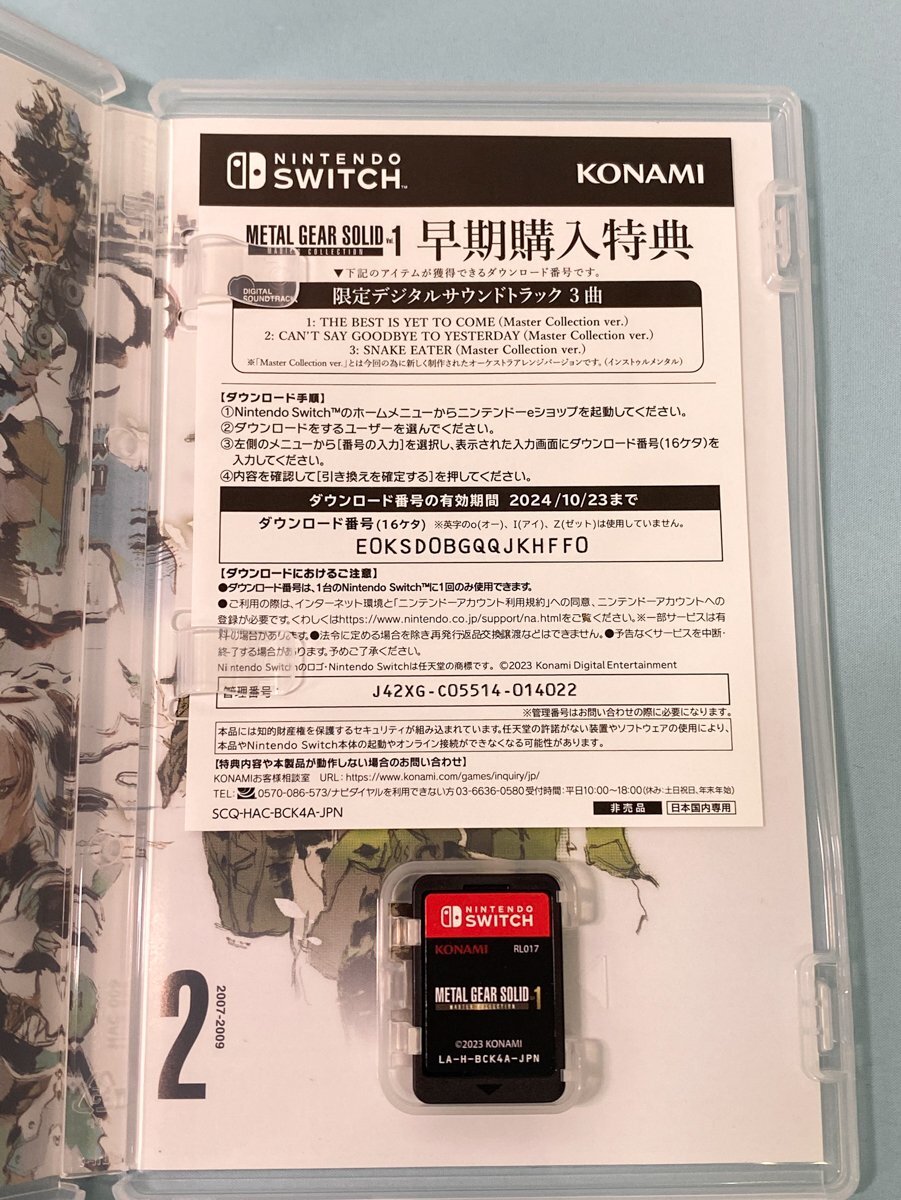 NINTENDO
SWITCH™
KONAMI
METAL GEAR SOLID Vol.1 早期購入特典
MASTER COLLECTION
▼下記のアイテムが獲得できるダウンロード番号です。
DIGITAL
SOUNDTRACK
限定デジタルサウンドトラック 3曲
1: THE BEST IS YET TO COME (Master Collection ver.)
2: CAN'T SAY GOODBYE TO YESTERDAY (Master Collection ver.)
3: SNAKE EATER (Master Collection ver.)
※「Master Collection ver.」とは今回の為に新しく制作されたオーケストラアレンジバージョンです。(インストゥルメンタル)
【ダウンロード手順】
①Nintendo Switch™のホームメニューからニンテンドーeショップを起動してください。
②ダウンロードをするユーザーを選んでください。
③左側のメニューから[番号の入力]を選択し、表示された入力画面にダウンロード番号(16ケタ)を
入力してください。
④内容を確認して[引き換えを確定する]を押してください。
ダウンロード番号の有効期間 2024/10/23まで
ダウンロード番号(16ケタ) ※英字のo(オー)、I(アイ)、Z(ゼット)は使用していません。
E0KSD0BGQQJKHFF0
【ダウンロードにおけるご注意】
●ダウンロード番号は、1台のNintendo Switch™に1回のみ使用できます。
●ご利用の際は、インターネット環境と「ニンテンドーアカウント利用規約」への同意、ニンテンドーアカウントへの
登録が必要です。くわしくはhttps://www.nintendo.co.jp/support/na.htmlをご覧ください。※一部サービスは有
料の場合があります。●法令に定める場合を除き再発行返品交換譲渡などはできません。●予告なくサービスを中断・
終了する場合があります。予めご了承ください。
Nintendo Switchのロゴ・Nintendo Switchは任天堂の商標です。 ©2023 Konami Digital Entertainment
管理番号: J42XG-C05514-014022
※管理番号はお問い合わせの際に必要になります。
本品には知的財産権を保護するセキュリティが組み込まれています。任天堂の許諾がない装置やソフトウェアの使用により、
本品やNintendo Switch本体の起動やオンライン接続ができなくなる可能性があります。
【特典内容や本製品が動作しない場合のお問い合わせ】
KONAMIお客様相談室 URL:https://www.konami.com/games/inquiry/jp/
TEL: 0570-086-573/ナビダイヤルを利用できない方 03-6636-0580 受付時間:平日10:00~18:00(休み:土日祝日、年末年始)
SCQ-HAC-BCK4A-JPN
非売品
日本国内専用
NINTENDO
SWITCH
KONAMI RL017
METAL GEAR SOLID Vol.1
MASTER COLLECTION
©2023 KONAMI
LA-H-BCK4A-JPN
2
2007-2009